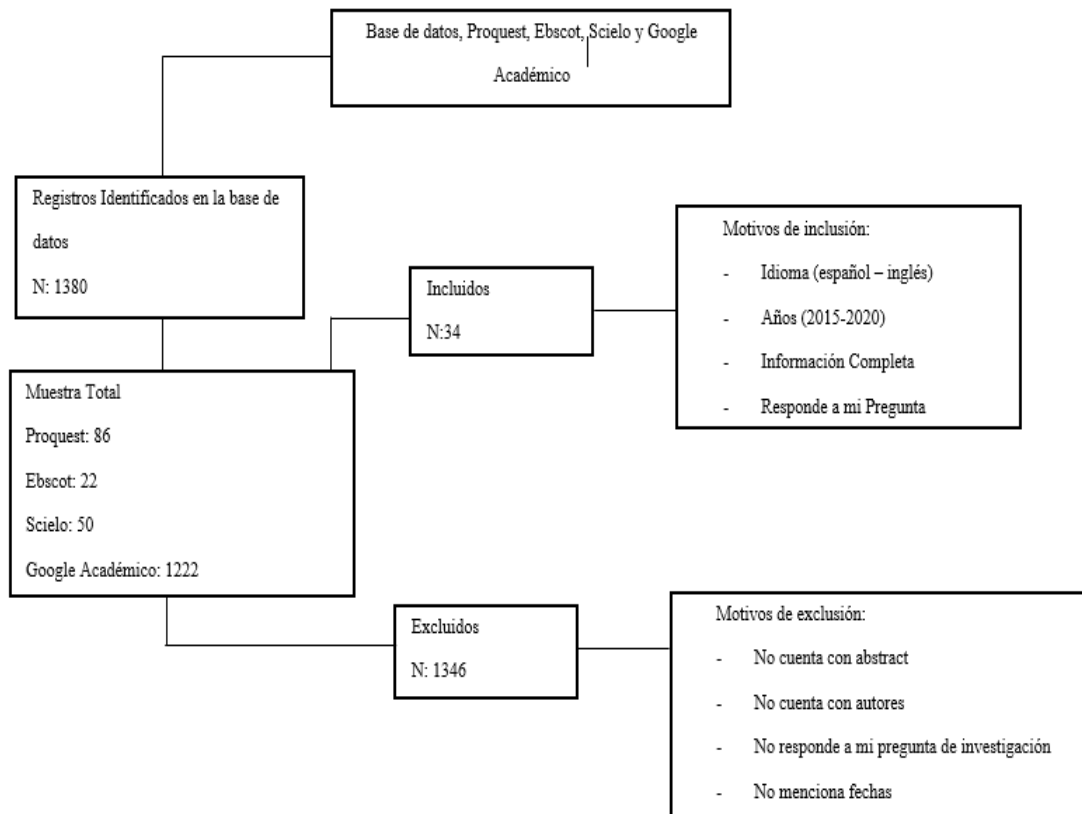 Base de datos, Proquest, Ebscot, Scielo y Google
Académico
Registros Identificados en la base de
datos
N: 1380
Incluidos
N:34
Motivos de inclusión:
- Idioma (español – inglés)
- Años (2015-2020)
- Información Completa
- Responde a mi Pregunta
Muestra Total
Proquest: 86
Ebscot: 22
Scielo: 50
Google Académico: 1222
Excluidos
N: 1346
Motivos de exclusión:
- No cuenta con abstract
- No cuenta con autores
- No responde a mi pregunta de investigación
- No menciona fechas